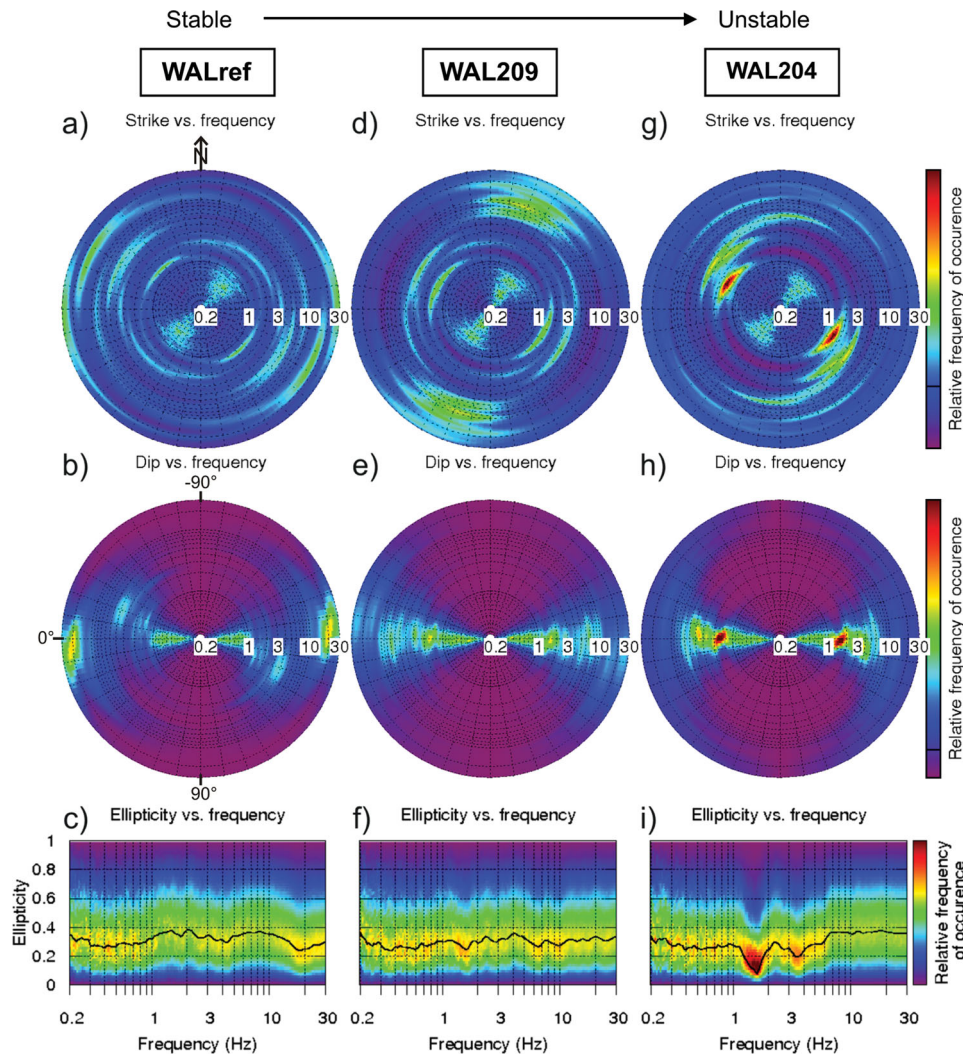 Stable Unstable
WALref WAL209 WAL204
a) d) g)
Strike vs. frequency Strike vs. frequency Strike vs. frequency
N
0.2 1 3 10 30 0.2 1 3 10 30 0.2 1 3 10 30
Relative frequency of occurence
b) e) h)
Dip vs. frequency Dip vs. frequency Dip vs. frequency
-90°
0° 0.2 1 3 10 30 0.2 1 3 10 30 0.2 1 3 10 30
90°
Relative frequency of occurence
c) f) i)
Ellipticity vs. frequency Ellipticity vs. frequency Ellipticity vs. frequency
1
0.8
0.6
0.4
0.2
0
Ellipticity
Relative frequency
of occurence
0.2 1 3 10 30 0.2 1 3 10 30 0.2 1 3 10 30
Frequency (Hz) Frequency (Hz) Frequency (Hz)